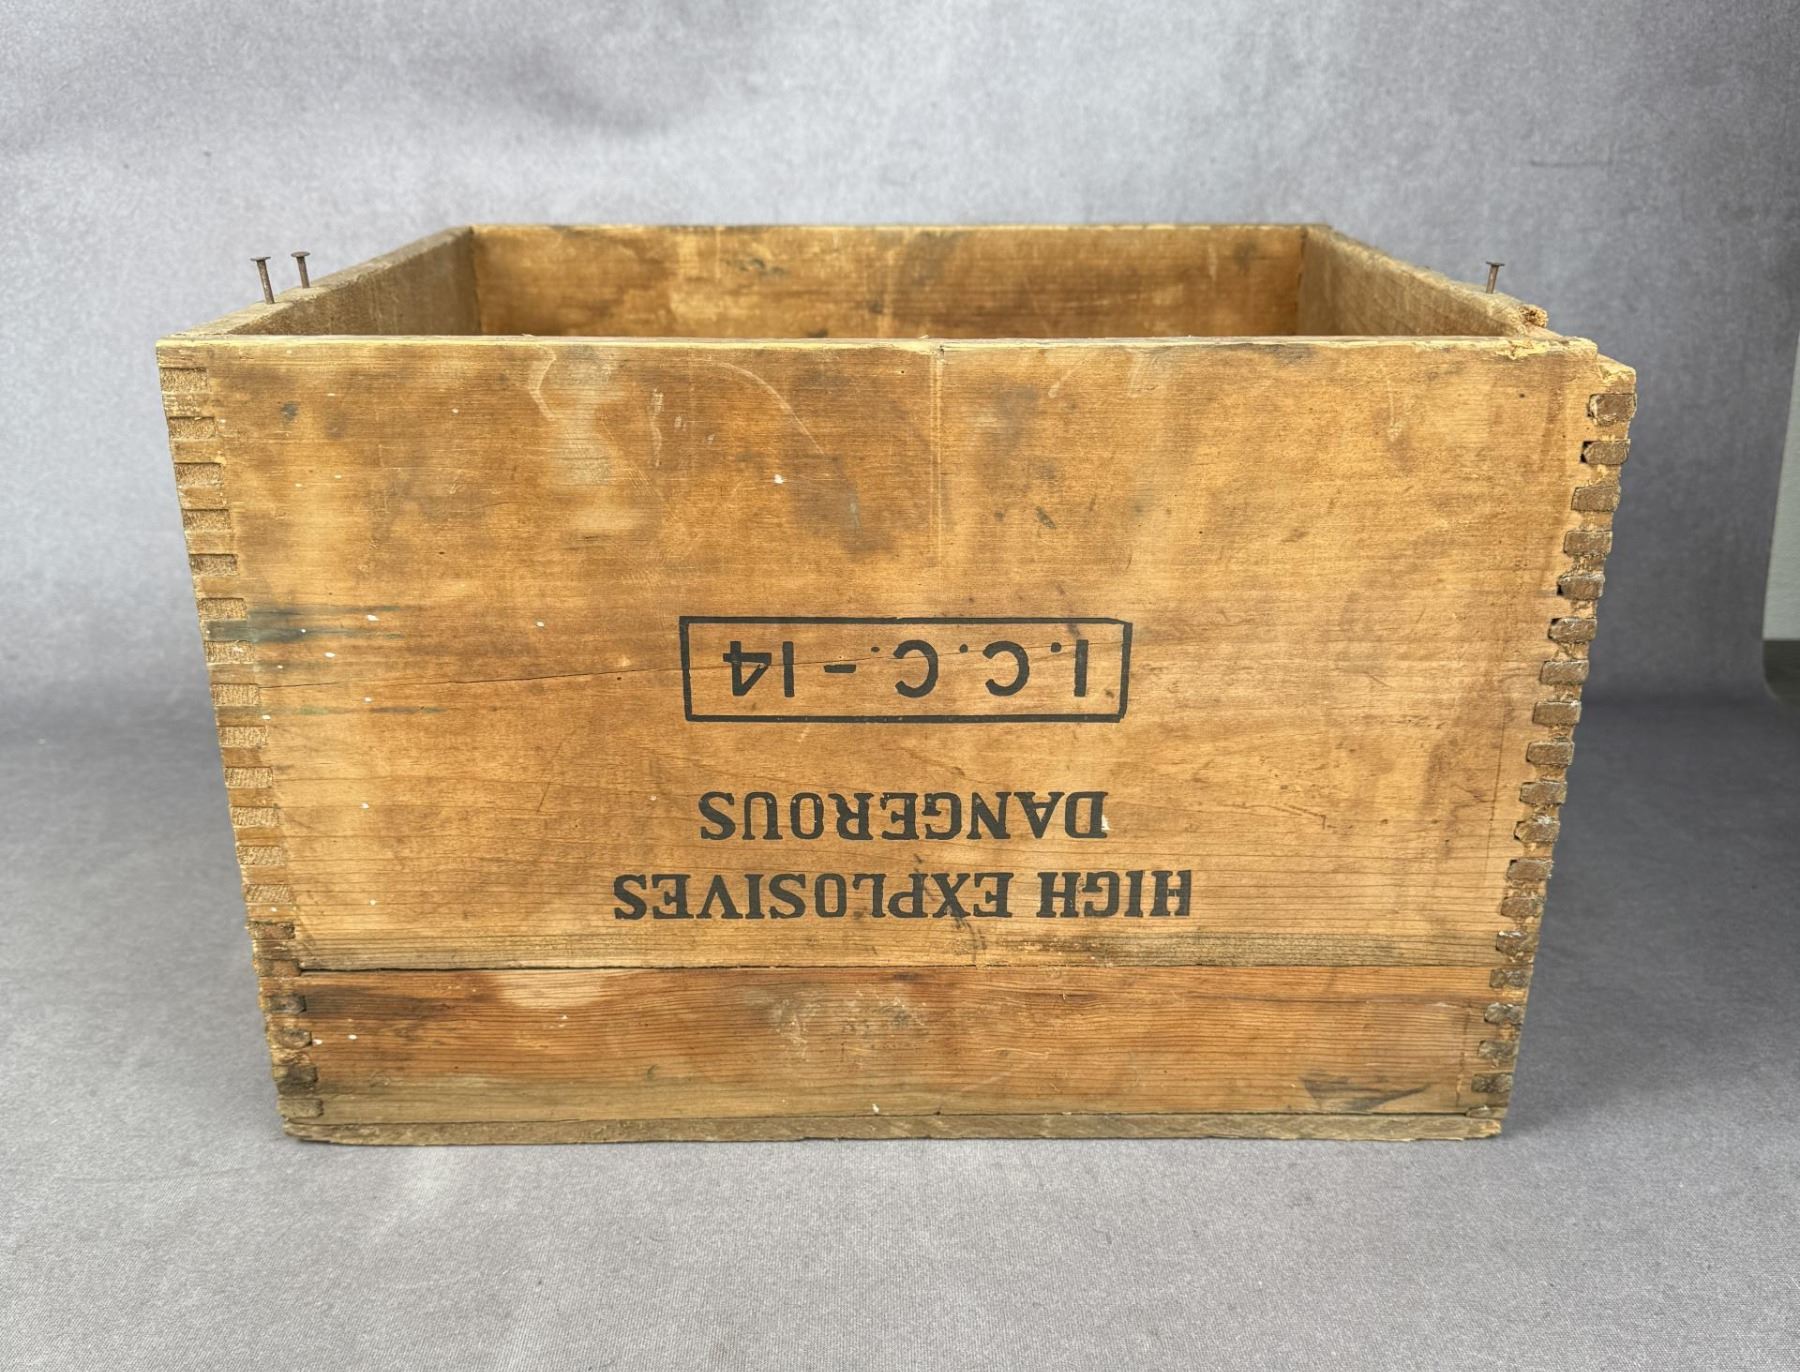 HIGH EXPLOSIVES
DANGEROUS
I.C.C.-14